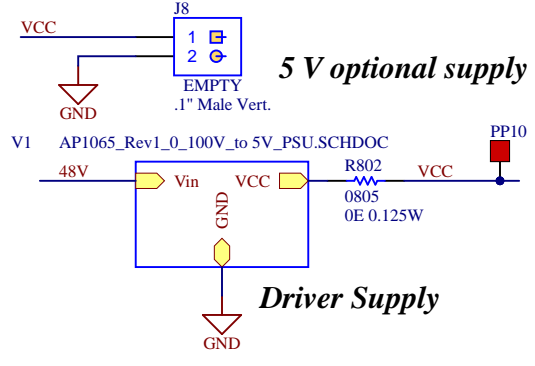 J8
VCC
1
2
5 V optional supply
EMPTY
.1" Male Vert.
GND
V1 AP1065_Rev1_0_100V_to 5V_PSU.SCHDOC
PP10
48V
Vin
VCC
GND
R802
VCC
0805
0E 0.125W
Driver Supply
GND